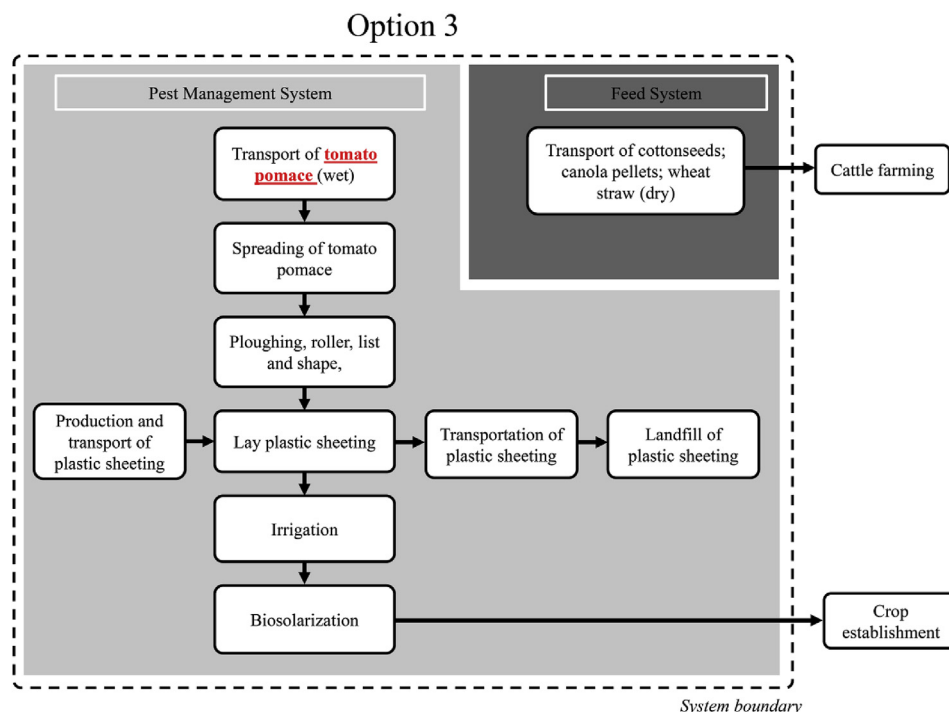 Option 3
Pest Management System
Feed System
Transport of tomato
pomace (wet)
Transport of cottonseeds;
canola pellets; wheat
straw (dry)
Cattle farming
Spreading of tomato
pomace
Ploughing, roller, list
and shape,
Production and
transport of
plastic sheeting
Lay plastic sheeting
Transportation of
plastic sheeting
Landfill of
plastic sheeting
Irrigation
Biosolarization
Crop
establishment
System boundary